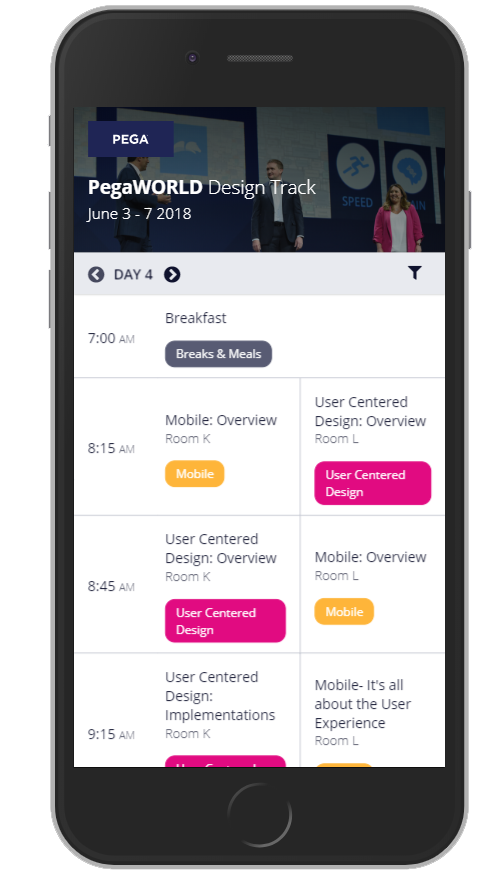 PEGA
SPEED
PegaWORLD Design Track
June 3 - 7 2018
DAY 4
Breakfast
7:00 AM
Breaks & Meals
User Centered
Design: Overview
Mobile: Overview
Room K
Room L
8:15 AM
Mobile
User Centered
Design
User Centered
Design: Overview
Room K
Mobile: Overview
Room L
8:45 AM
User Centered
Design
Mobile
User Centered
Design:
Implementations
Room K
Mobile- It's all
about the User
Experience
Room L
9:15 AM